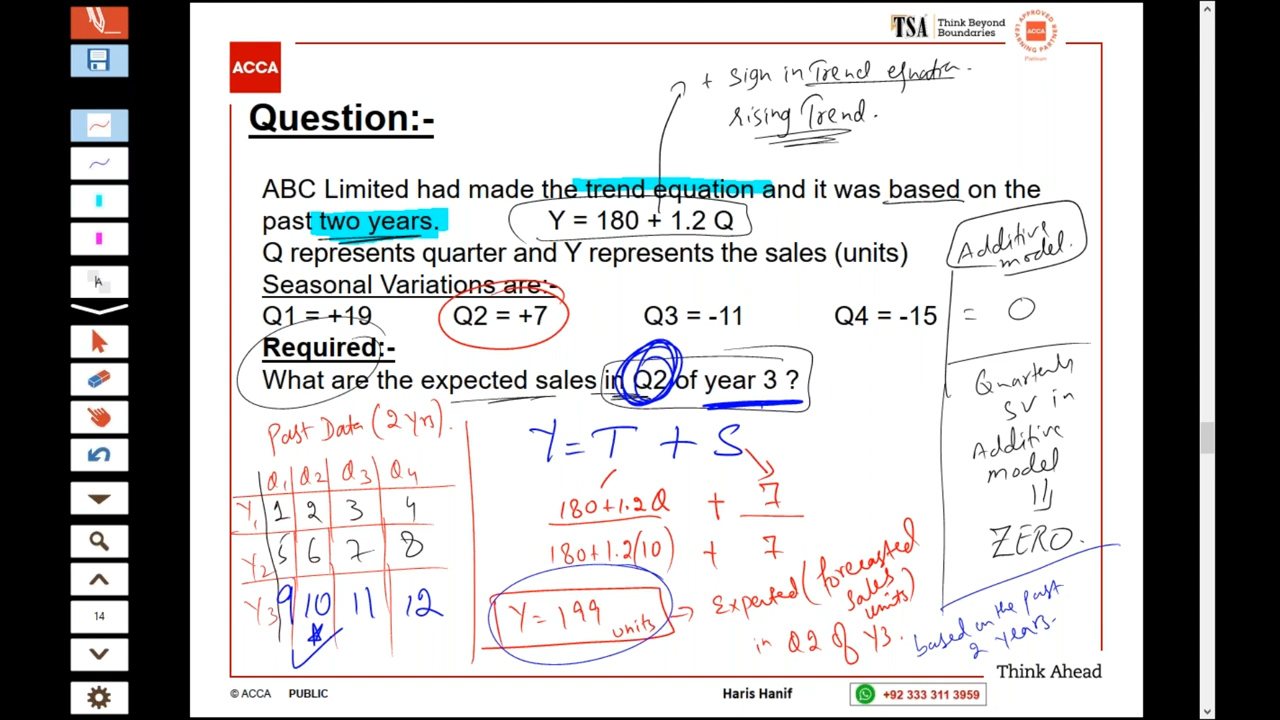 TSA Think Beyond Boundaries
APPROVED LEARNING PARTNER
ACCA
Platinum
ACCA
+ sign in Trend equation.
rising Trend.
Question:-
ABC Limited had made the trend equation and it was based on the
past two years. Y = 180 + 1.2 Q
Q represents quarter and Y represents the sales (units)
Additive model.
Seasonal Variations are:-
Q1 = +19 Q2 = +7 Q3 = -11 Q4 = -15 = 0
Required:-
What are the expected sales in Q2 of year 3 ?
Quarterly
SV in
Additive
model
ZERO.
based on the past
2 years.
Past Data (2 Yrs).
Q1 Q2 Q3 Q4
Y1 1 2 3 4
Y2 5 6 7 8
Y3 9 10 11 12
Y = T + S
180+1.2Q + 7
180+1.2(10) + 7
Y = 199 units
Expected (forecasted
sales
units)
in Q2 of Y3.
Think Ahead
© ACCA PUBLIC Haris Hanif +92 333 311 3959
A
14